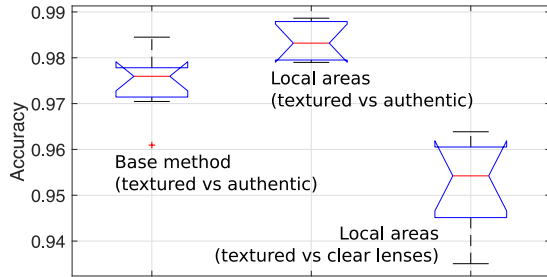 Accuracy
0.99
0.98
0.97
0.96
0.95
0.94
Local areas
(textured vs authentic)
Base method
(textured vs authentic)
Local areas
(textured vs clear lenses)